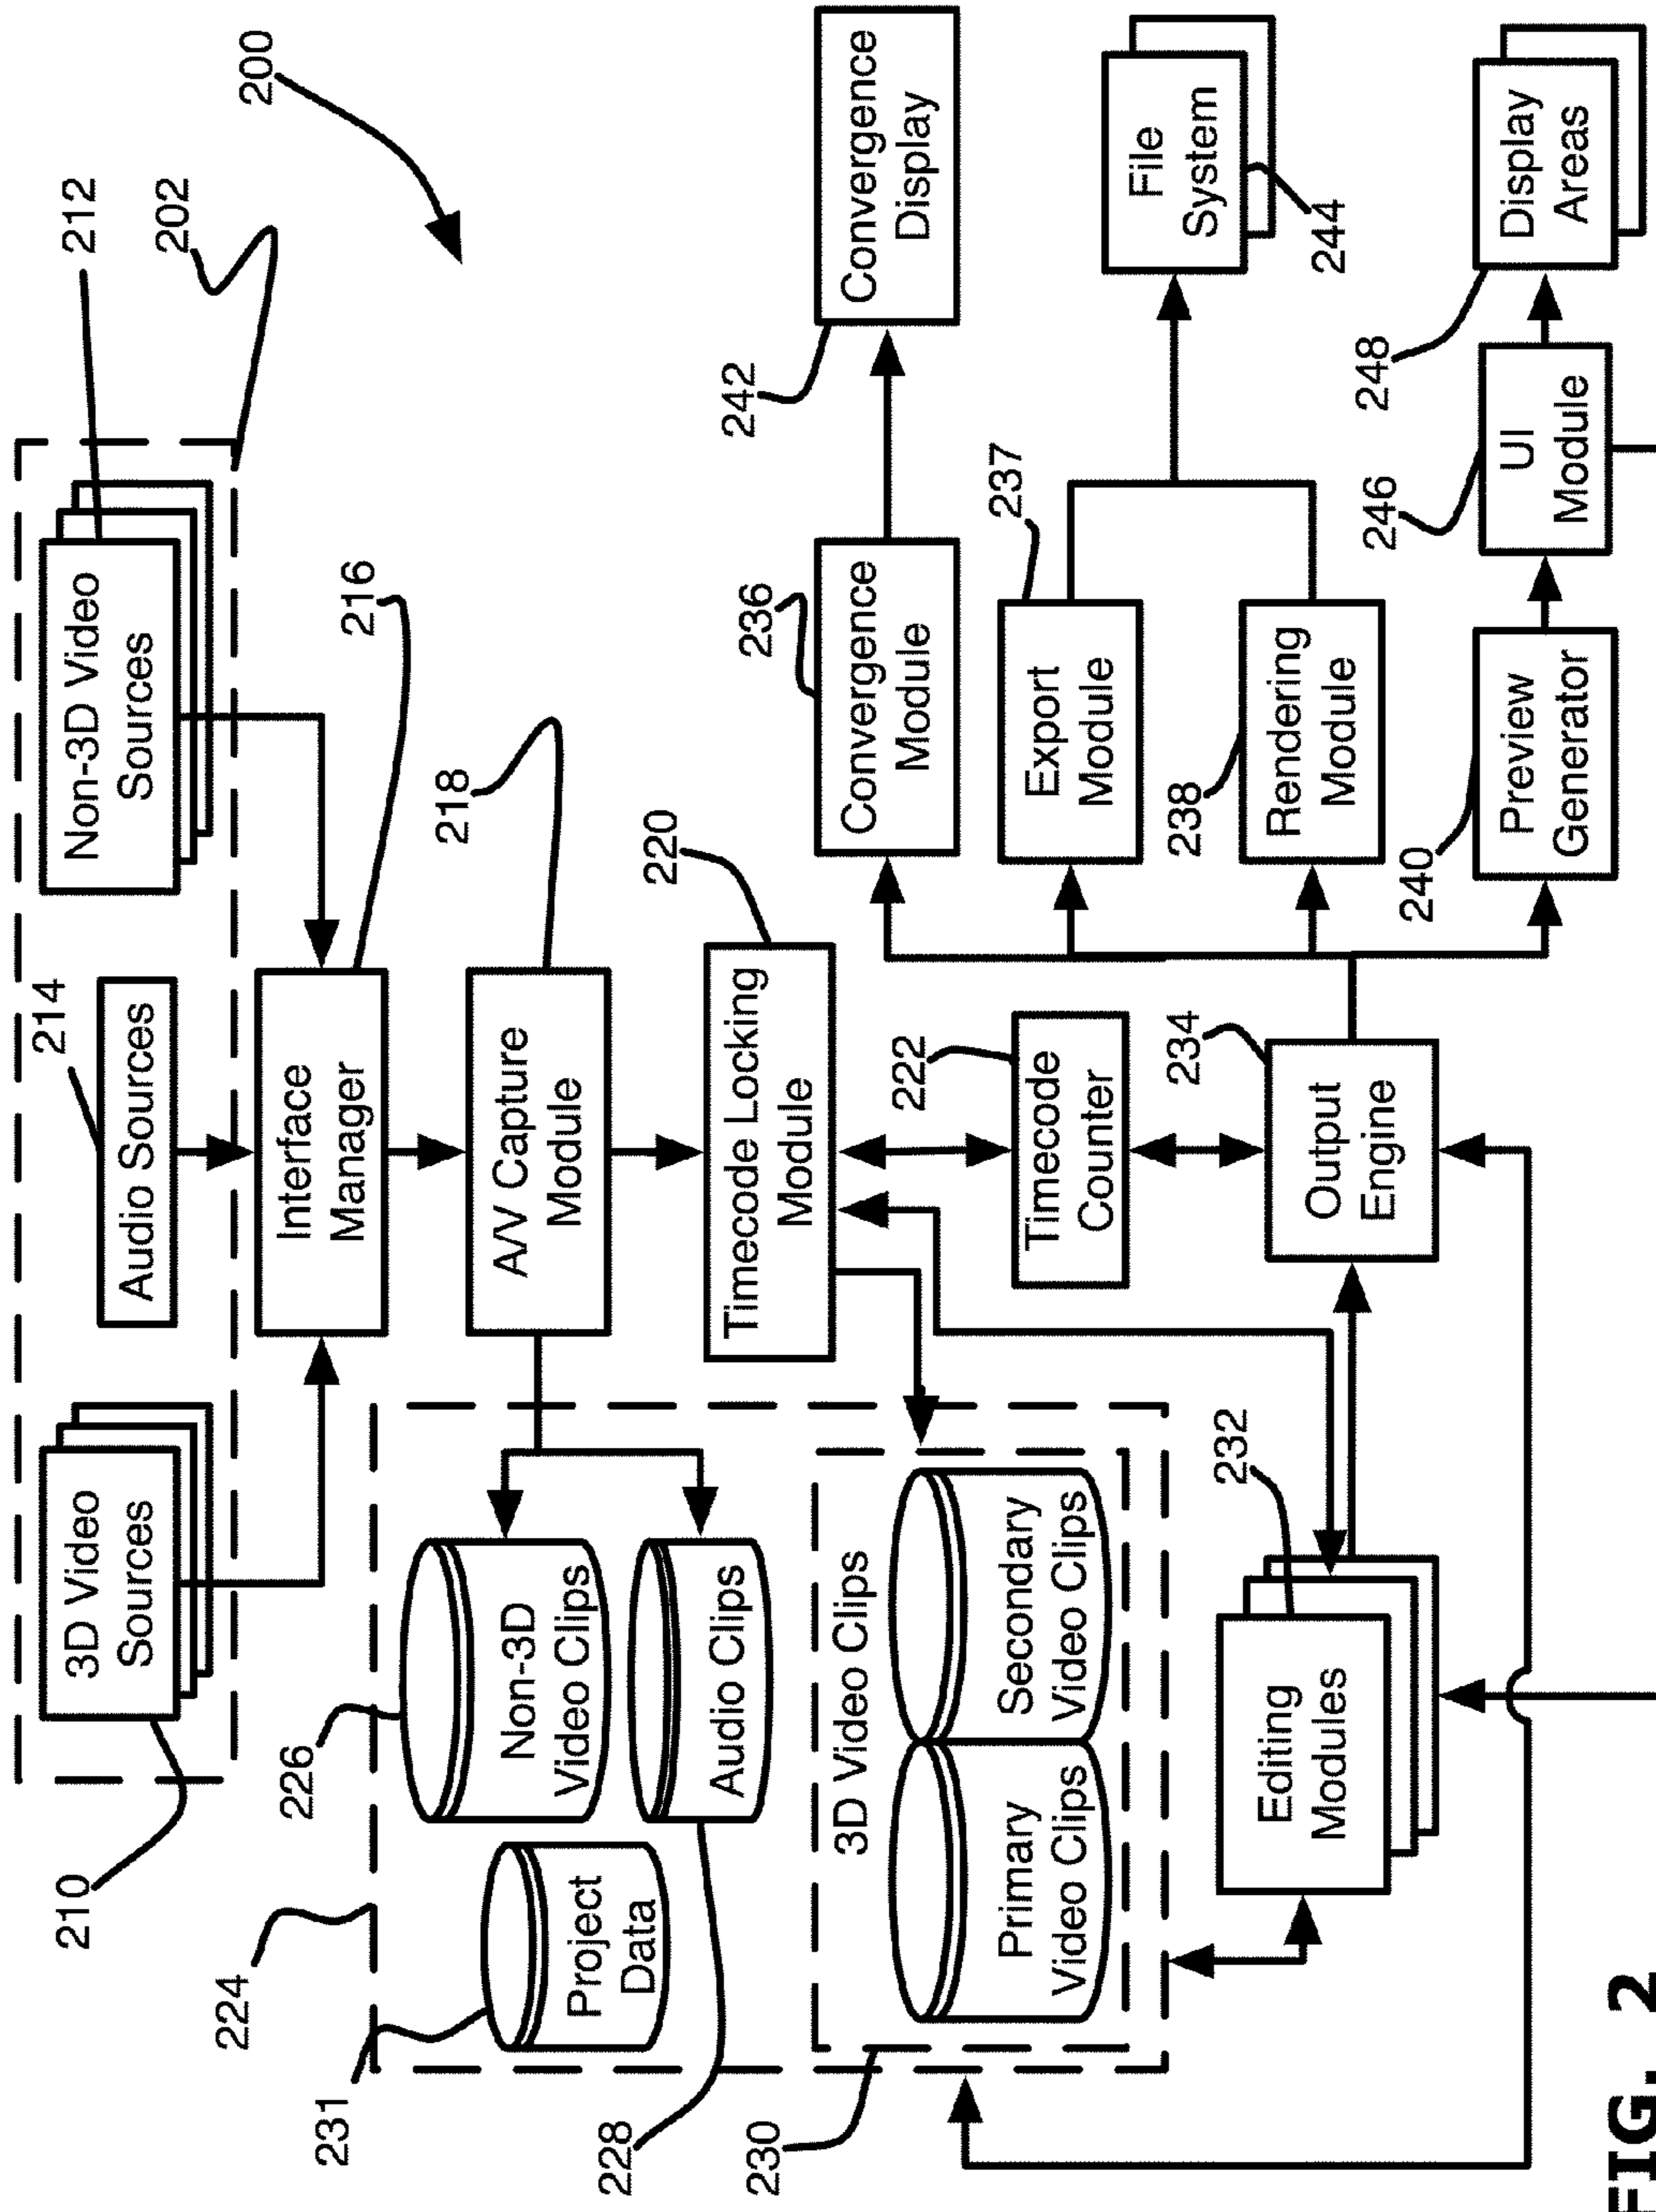 200
202
3D Video
Sources
210
Audio Sources
214
Non-3D Video
Sources
212
Interface
Manager
216
A/V Capture
Module
218
Timecode Locking
Module
220
Timecode
Counter
222
224
Project
Data
231
Non-3D
Video Clips
226
Audio Clips
228
3D Video Clips
230
Primary
Video Clips
Secondary
Video Clips
Editing
Modules
232
Output
Engine
234
Convergence
Module
236
Convergence
Display
242
Export
Module
237
Rendering
Module
238
File
System
244
Preview
Generator
240
UI
Module
246
Display
Areas
248
FIG. 2